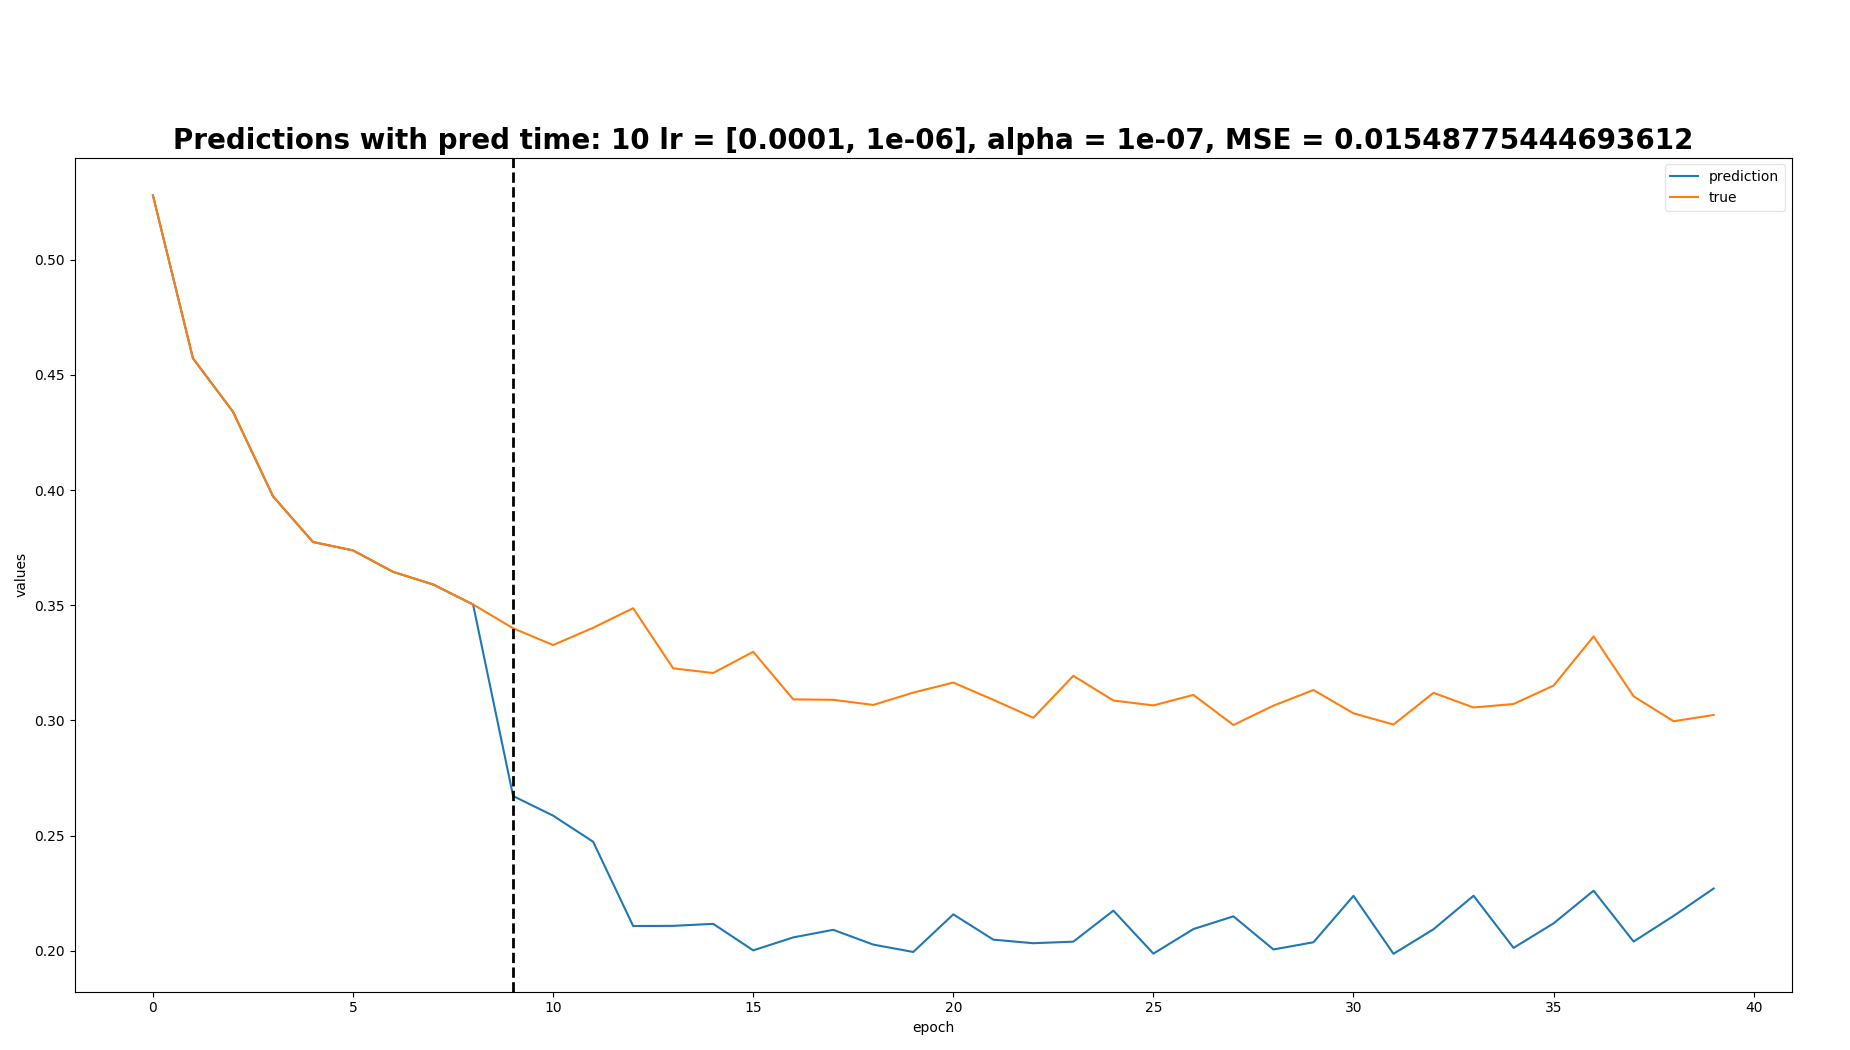 Predictions with pred time: 10 lr = [0.0001, 1e-06], alpha = 1e-07, MSE = 0.01548775444693612
prediction
true
0.50
0.45
0.40
0.35
0.30
0.25
0.20
values
0 5 10 15 20 25 30 35 40
epoch